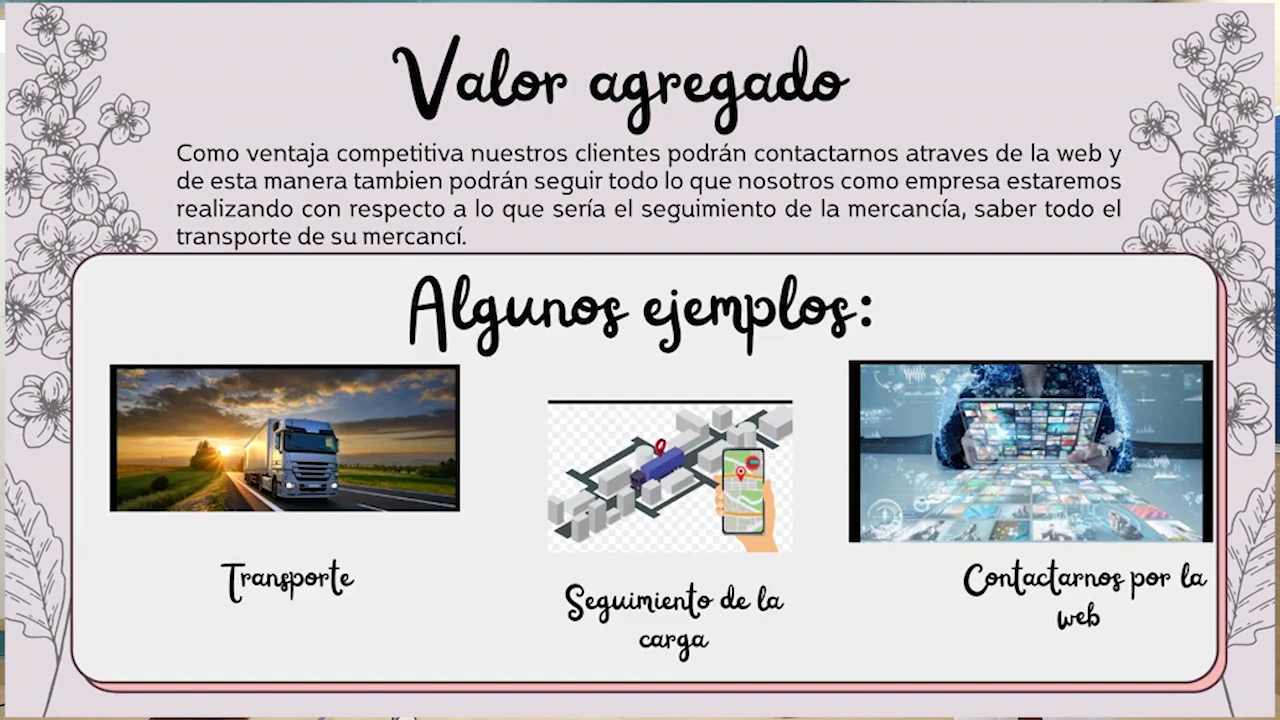 Valor agregado
Como ventaja competitiva nuestros clientes podrán contactarnos atraves de la web y
de esta manera tambien podrán seguir todo lo que nosotros como empresa estaremos
realizando con respecto a lo que sería el seguimiento de la mercancía, saber todo el
transporte de su mercancí.
Algunos ejemplos:
Transporte
Seguimiento de la
carga
Contactarnos por la
web